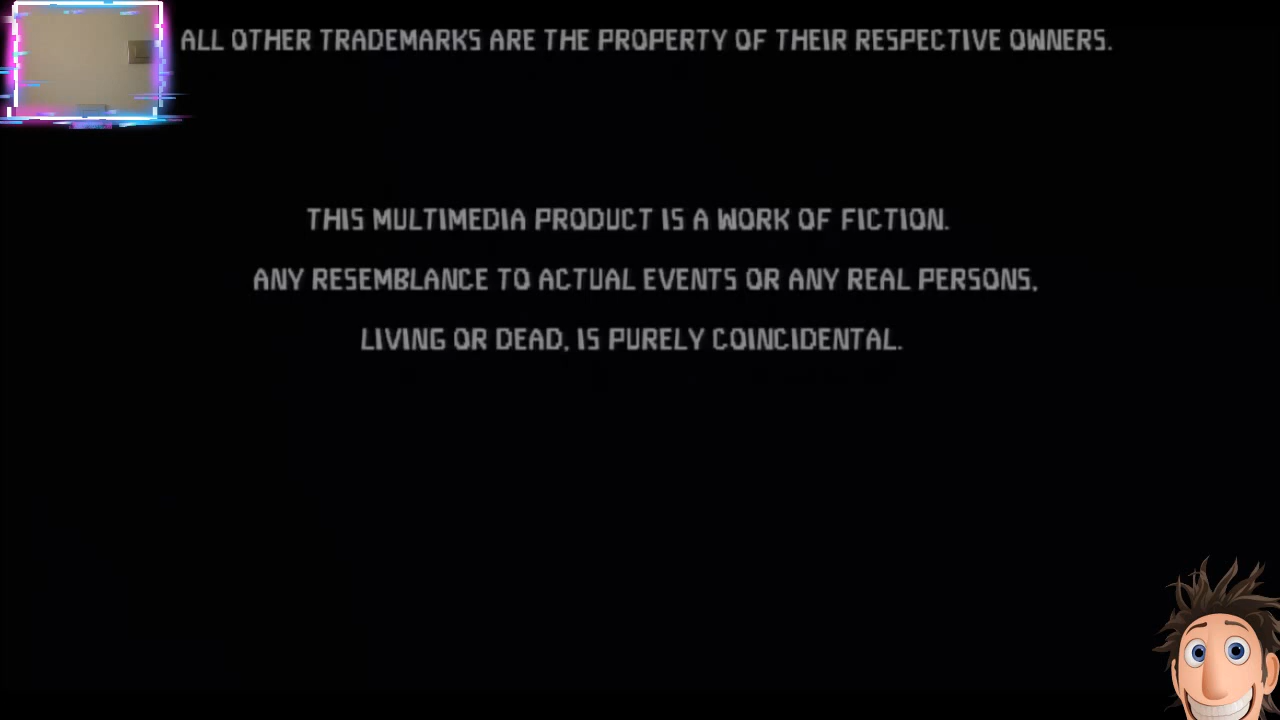 ALL OTHER TRADEMARKS ARE THE PROPERTY OF THEIR RESPECTIVE OWNERS.
THIS MULTIMEDIA PRODUCT IS A WORK OF FICTION.
ANY RESEMBLANCE TO ACTUAL EVENTS OR ANY REAL PERSONS,
LIVING OR DEAD, IS PURELY COINCIDENTAL.